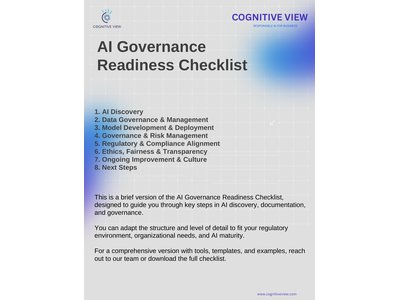 COGNITIVE VIEW
COGNITIVE VIEW
RESPONSIBLE AI FOR BUSINESS
AI Governance
Readiness Checklist
1. AI Discovery
2. Data Governance & Management
3. Model Development & Deployment
4. Governance & Risk Management
5. Regulatory & Compliance Alignment
6. Ethics, Fairness & Transparency
7. Ongoing Improvement & Culture
8. Next Steps
This is a brief version of the AI Governance Readiness Checklist,
designed to guide you through key steps in AI discovery, documentation,
and governance.
You can adapt the structure and level of detail to fit your regulatory
environment, organizational needs, and AI maturity.
For a comprehensive version with tools, templates, and examples, reach
out to our team or download the full checklist.
www.cognitiveview.com